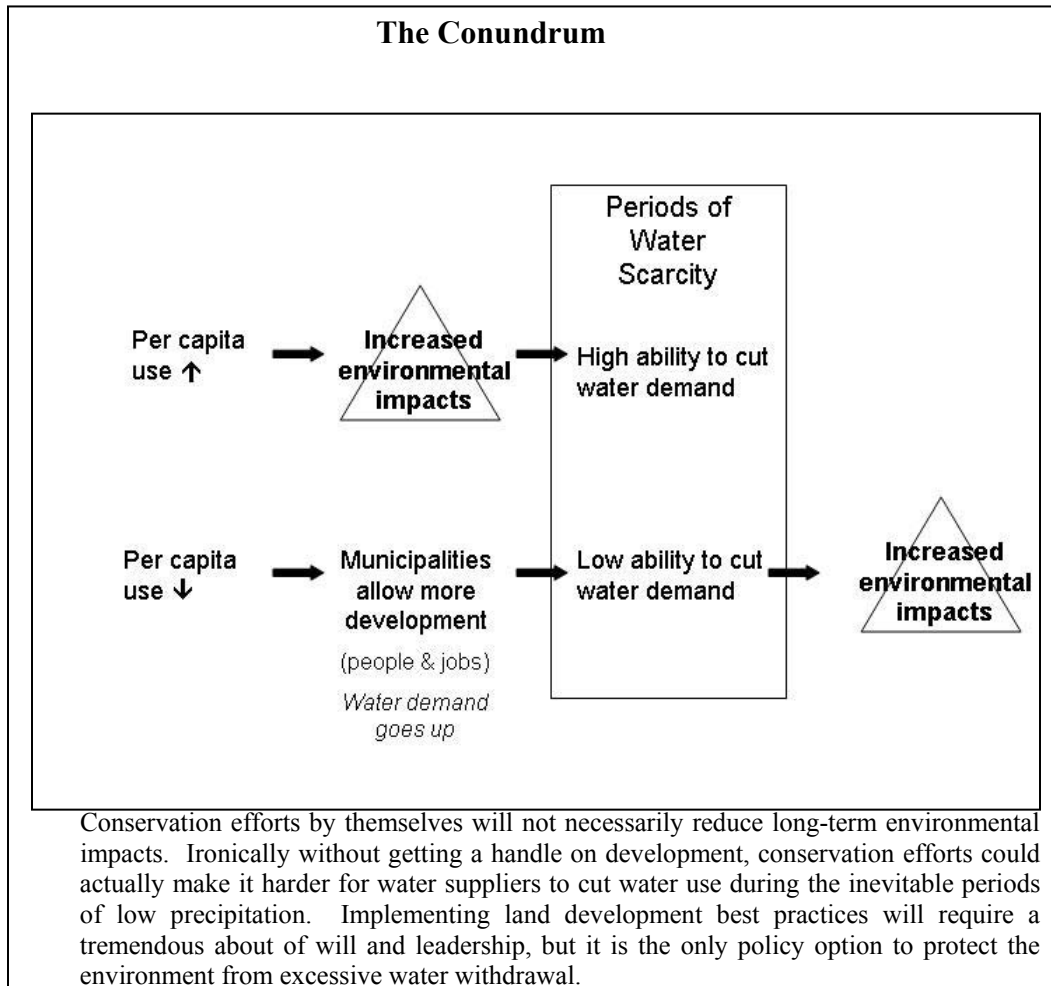 The Conundrum
Periods of
Water
Scarcity
Per capita
use ↑
Increased
environmental
impacts
High ability to cut
water demand
Per capita
use ↓
Municipalities
allow more
development
(people & jobs)
Water demand
goes up
Low ability to cut
water demand
Increased
environmental
impacts
Conservation efforts by themselves will not necessarily reduce long-term environmental
impacts. Ironically without getting a handle on development, conservation efforts could
actually make it harder for water suppliers to cut water use during the inevitable periods
of low precipitation. Implementing land development best practices will require a
tremendous about of will and leadership, but it is the only policy option to protect the
environment from excessive water withdrawal.